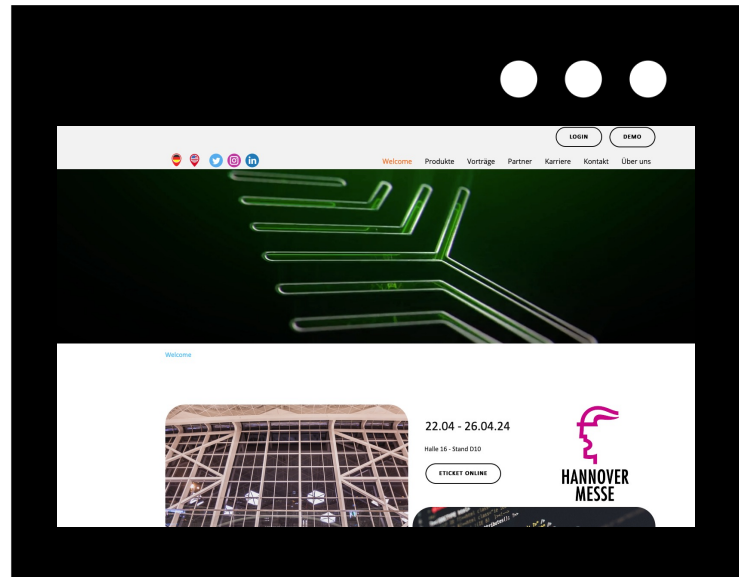 LOGIN DEMO
in Welcome Produkte Vorträge Partner Karriere Kontakt Über uns
Welcome
22.04 - 26.04.24
Halle 16 - Stand D10
ETICKET ONLINE
HANNOVER
MESSE